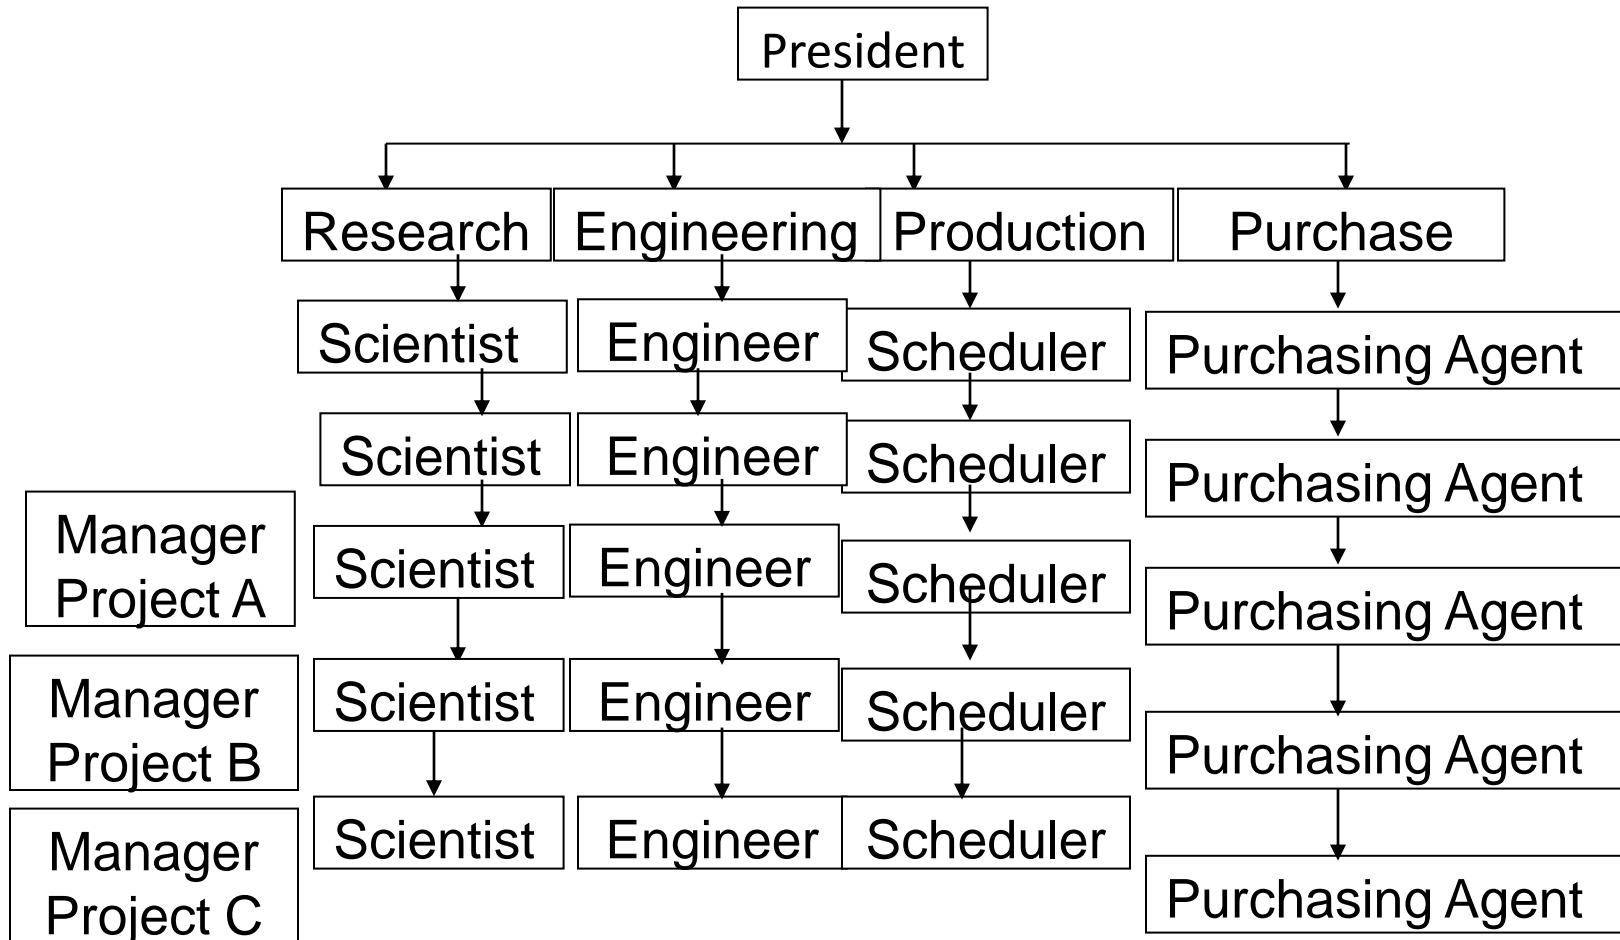 President
Research Engineering Production Purchase
Scientist Engineer Scheduler Purchasing Agent
Scientist Engineer Scheduler Purchasing Agent
Manager
Project A
Scientist Engineer Scheduler Purchasing Agent
Manager
Project B
Scientist Engineer Scheduler Purchasing Agent
Manager
Project C
Scientist Engineer Scheduler Purchasing Agent